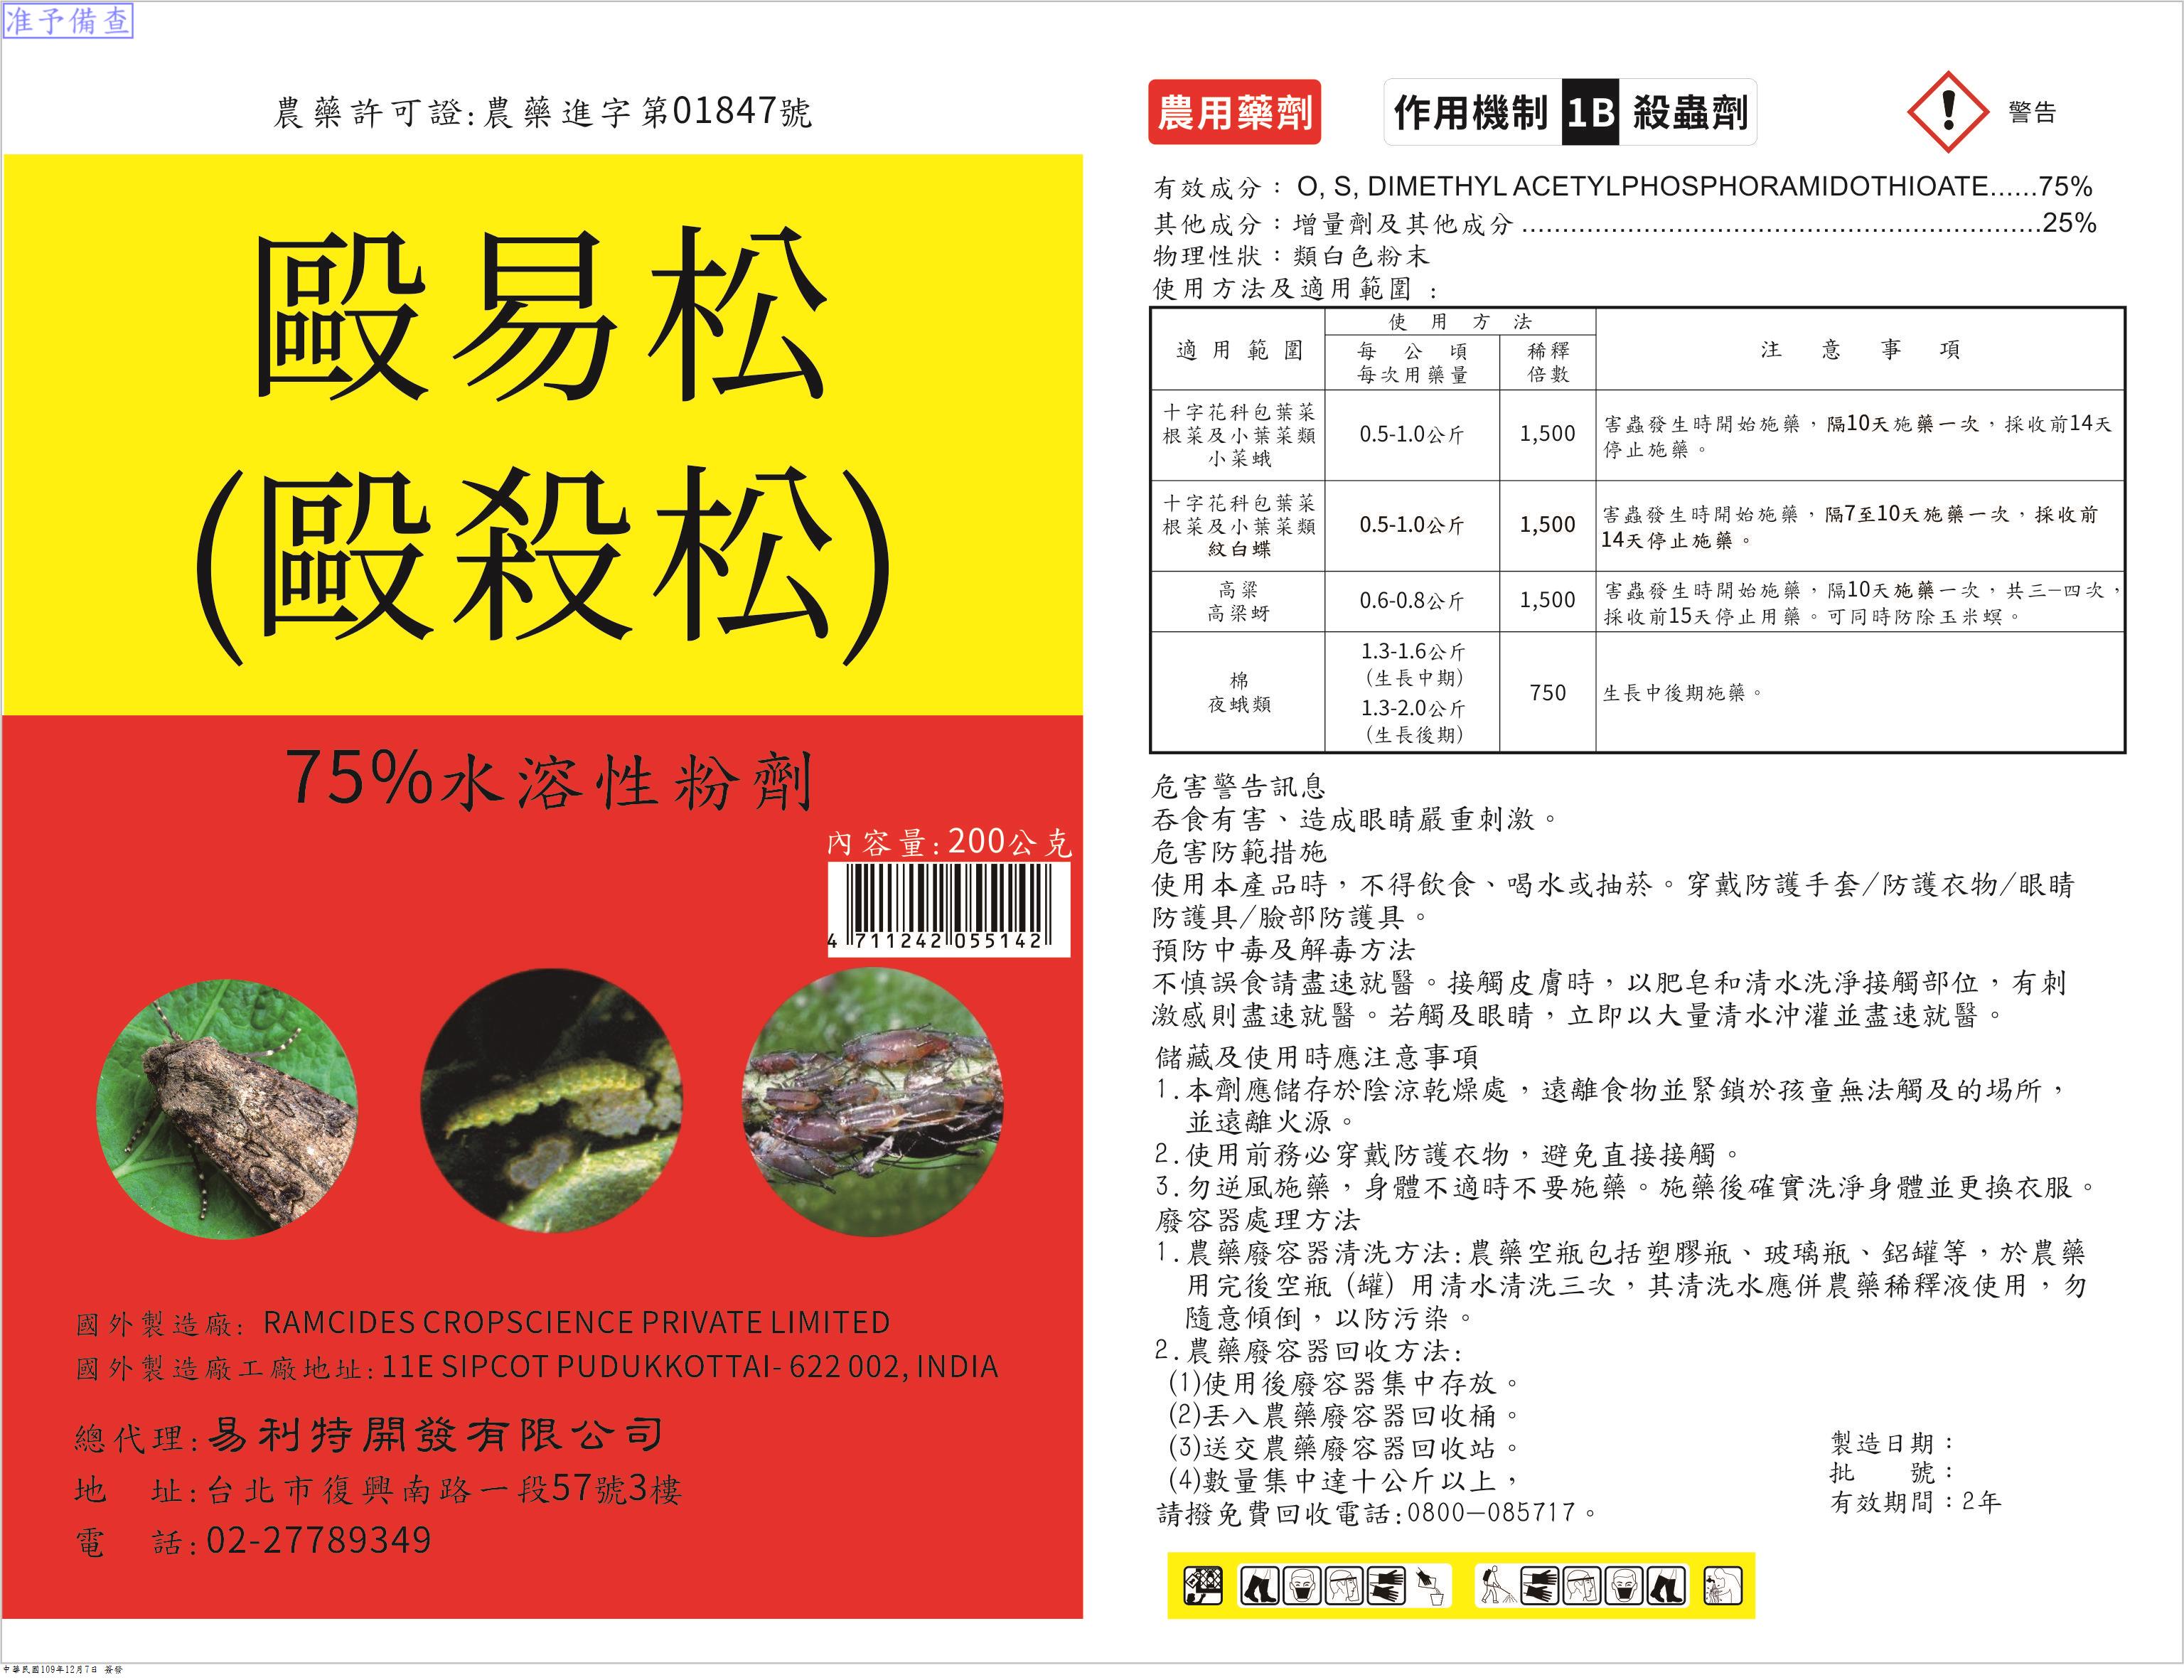 准予備查
農藥許可證:農藥進字第01847號
毆易松
(毆殺松)
75%水溶性粉劑
內容量:200公克
4 711242 055142
國外製造廠: RAMCIDES CROPSCIENCE PRIVATE LIMITED
國外製造廠工廠地址:11E SIPCOT PUDUKKOTTAI- 622 002, INDIA
總代理:易利特開發有限公司
地 址:台北市復興南路一段57號3樓
電 話:02-27789349
農用藥劑
作用機制 1B 殺蟲劑
警告
有效成分：O, S, DIMETHYL ACETYLPHOSPHORAMIDOTHIOATE......75%
其他成分：增量劑及其他成分................................................................25%
物理性狀：類白色粉末
使用方法及適用範圍：
適用範圍
使用方法
每公頃
每次用藥量
稀釋
倍數
注意事項
十字花科包葉菜
根菜及小葉菜類
小菜蛾
0.5-1.0公斤
1,500
害蟲發生時開始施藥，隔10天施藥一次，採收前14天
停止施藥。
十字花科包葉菜
根菜及小葉菜類
紋白蝶
0.5-1.0公斤
1,500
害蟲發生時開始施藥，隔7至10天施藥一次，採收前
14天停止施藥。
高粱
高粱蚜
0.6-0.8公斤
1,500
害蟲發生時開始施藥，隔10天施藥一次，共三–四次，
採收前15天停止用藥。可同時防除玉米螟。
棉
夜蛾類
1.3-1.6公斤
(生長中期)
1.3-2.0公斤
(生長後期)
750
生長中後期施藥。
危害警告訊息
吞食有害、造成眼睛嚴重刺激。
危害防範措施
使用本產品時，不得飲食、喝水或抽菸。穿戴防護手套/防護衣物/眼睛
防護具/臉部防護具。
預防中毒及解毒方法
不慎誤食請盡速就醫。接觸皮膚時，以肥皂和清水洗淨接觸部位，有刺
激感則盡速就醫。若觸及眼睛，立即以大量清水沖灌並盡速就醫。
儲藏及使用時應注意事項
1.本劑應儲存於陰涼乾燥處，遠離食物並緊鎖於孩童無法觸及的場所，
並遠離火源。
2.使用前務必穿戴防護衣物，避免直接接觸。
3.勿逆風施藥，身體不適時不要施藥。施藥後確實洗淨身體並更換衣服。
廢容器處理方法
1.農藥廢容器清洗方法:農藥空瓶包括塑膠瓶、玻璃瓶、鋁罐等，於農藥
用完後空瓶(罐)用清水清洗三次，其清洗水應併農藥稀釋液使用，勿
隨意傾倒，以防污染。
2.農藥廢容器回收方法:
(1)使用後廢容器集中存放。
(2)丟入農藥廢容器回收桶。
(3)送交農藥廢容器回收站。
(4)數量集中達十公斤以上，
請撥免費回收電話:0800–085717。
製造日期：
批 號：
有效期間：2年
中華民國109年12月7日 簽發